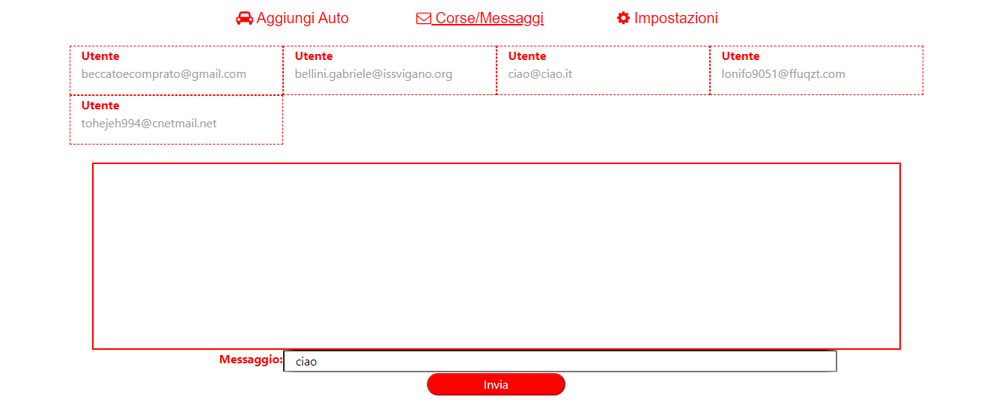 Aggiungi Auto Corse/Messaggi Impostazioni
Utente Utente Utente Utente
beccatoecomprato@gmail.com bellini.gabriele@issvigano.org ciao@ciao.it lonifo9051@ffuqzt.com
Utente
tohejeh994@cnetmail.net
Messaggio: ciao
Invia